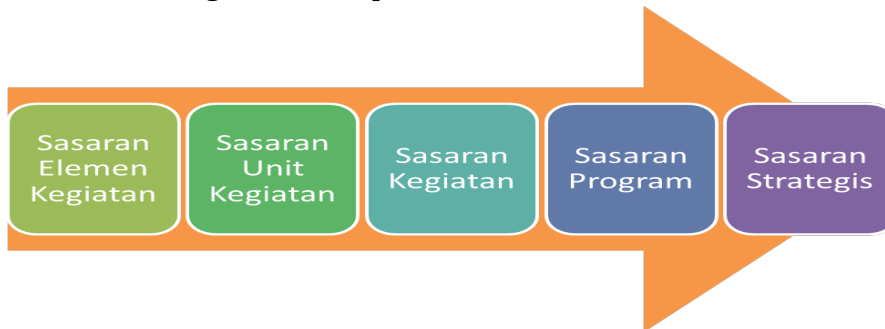 Sasaran
Elemen
Kegiatan
Sasaran
Unit
Kegiatan
Sasaran
Kegiatan
Sasaran
Program
Sasaran
Strategis